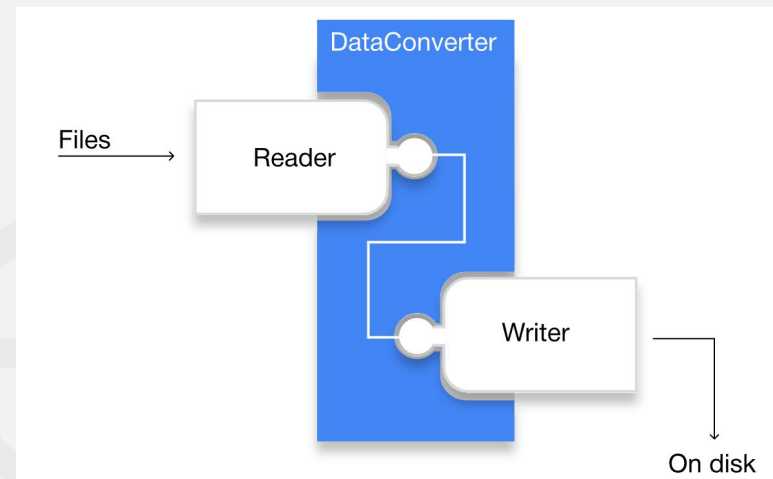 DataConverter
Files
Reader
Writer
On disk